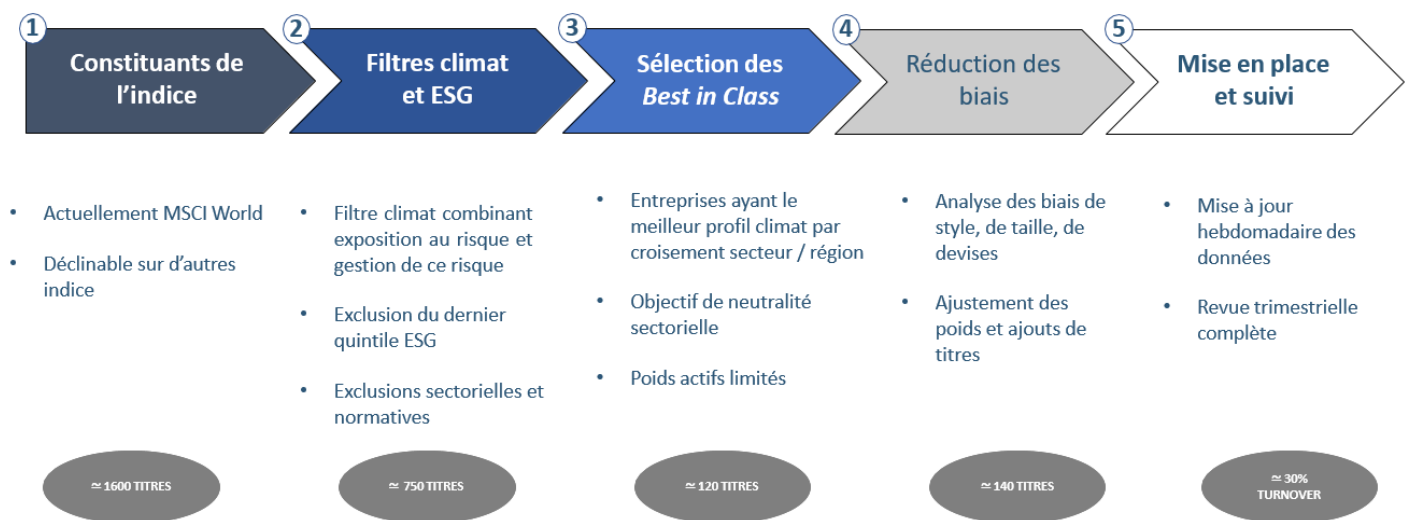 1
Constituants de
l'indice
2
Filtres climat
et ESG
3
Sélection des
Best in Class
4
Réduction des
biais
5
Mise en place
et suivi
• Actuellement MSCI World
• Déclinable sur d'autres
indice
• Filtre climat combinant
exposition au risque et
gestion de ce risque
• Exclusion du dernier
quintile ESG
• Exclusions sectorielles et
normatives
• Entreprises ayant le
meilleur profil climat par
croisement secteur / région
• Objectif de neutralité
sectorielle
• Poids actifs limités
• Analyse des biais de
style, de taille, de
devises
• Ajustement des
poids et ajouts de
titres
• Mise à jour
hebdomadaire des
données
• Revue trimestrielle
complète
≃ 1600 TITRES
≃ 750 TITRES
≃ 120 TITRES
≃ 140 TITRES
≃ 30%
TURNOVER